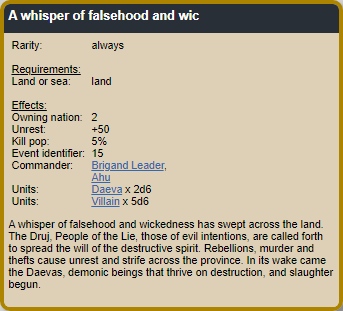 A whisper of falsehood and wic
Rarity: always
Requirements:
Land or sea: land
Effects:
Owning nation: 2
Unrest: +50
Kill pop: 5%
Event identifier: 15
Commander: Brigand Leader,
Ahu
Units: Daeva x 2d6
Units: Villain x 5d6
A whisper of falsehood and wickedness has swept across the land.
The Druj, People of the Lie, those of evil intentions, are called forth
to spread the will of the destructive spirit. Rebellions, murder and
thefts cause unrest and strife across the province. In its wake came
the Daevas, demonic beings that thrive on destruction, and slaughter
begun.